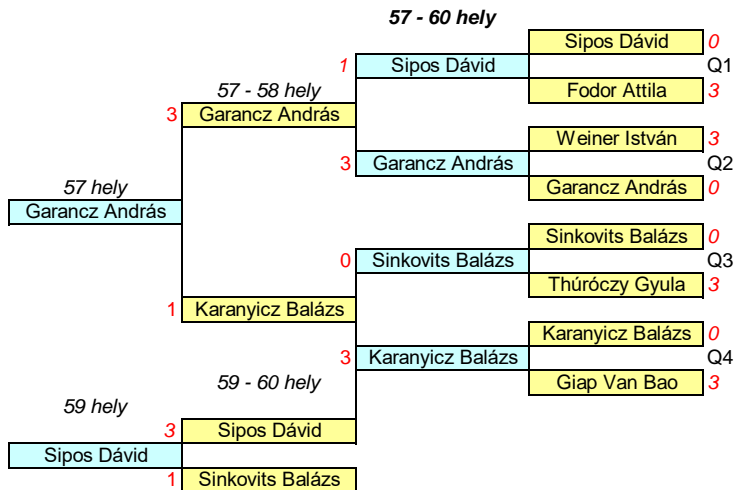 57 - 60 hely
Sipos Dávid 0
1 Sipos Dávid Q1
57 - 58 hely Fodor Attila 3
3 Garancz András
Weiner István 3
3 Garancz András Q2
57 hely Garancz András 0
Garancz András
Sinkovits Balázs 0
0 Sinkovits Balázs Q3
Thúróczy Gyula 3
1 Karanyicz Balázs
Karanyicz Balázs 0
3 Karanyicz Balázs Q4
59 - 60 hely Giap Van Bao 3
59 hely
3 Sipos Dávid
Sipos Dávid
1 Sinkovits Balázs